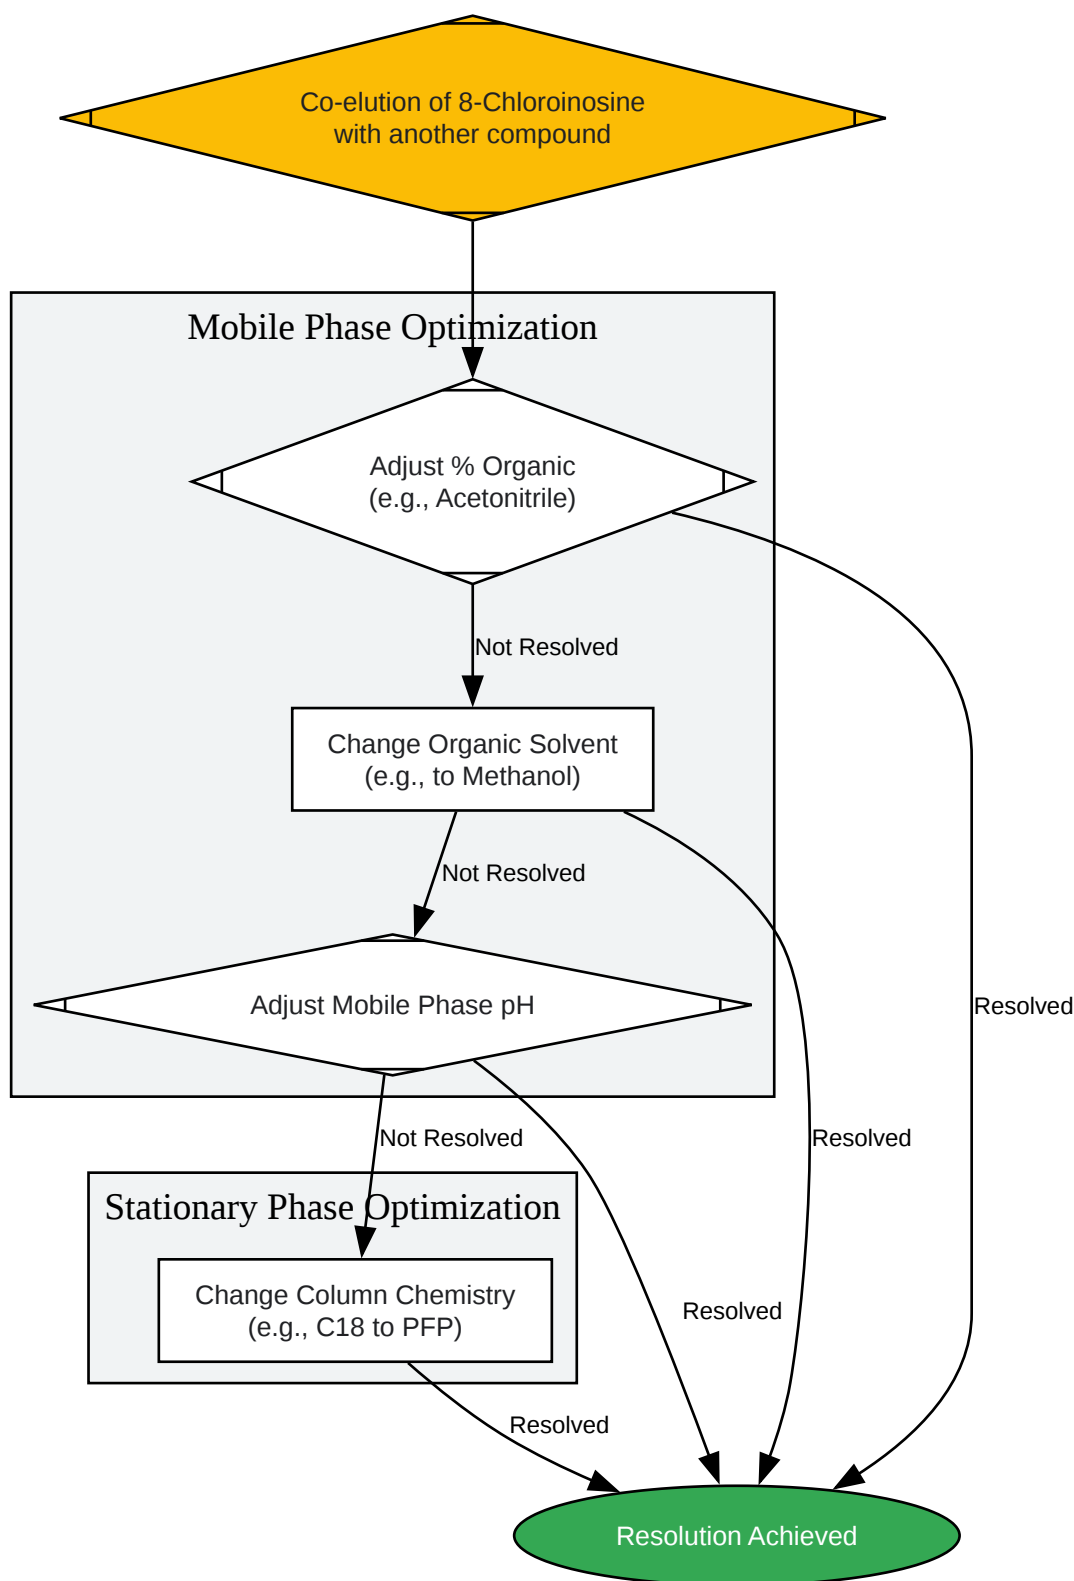 Co-elution of 8-Chloroinosine
with another compound
Mobile Phase Optimization
Adjust % Organic
(e.g., Acetonitrile)
Not Resolved
Change Organic Solvent
(e.g., to Methanol)
Not Resolved
Adjust Mobile Phase pH
Resolved
Not Resolved
Resolved
Stationary Phase Optimization
Change Column Chemistry
(e.g., C18 to PFP)
Resolved
Resolved
Resolution Achieved